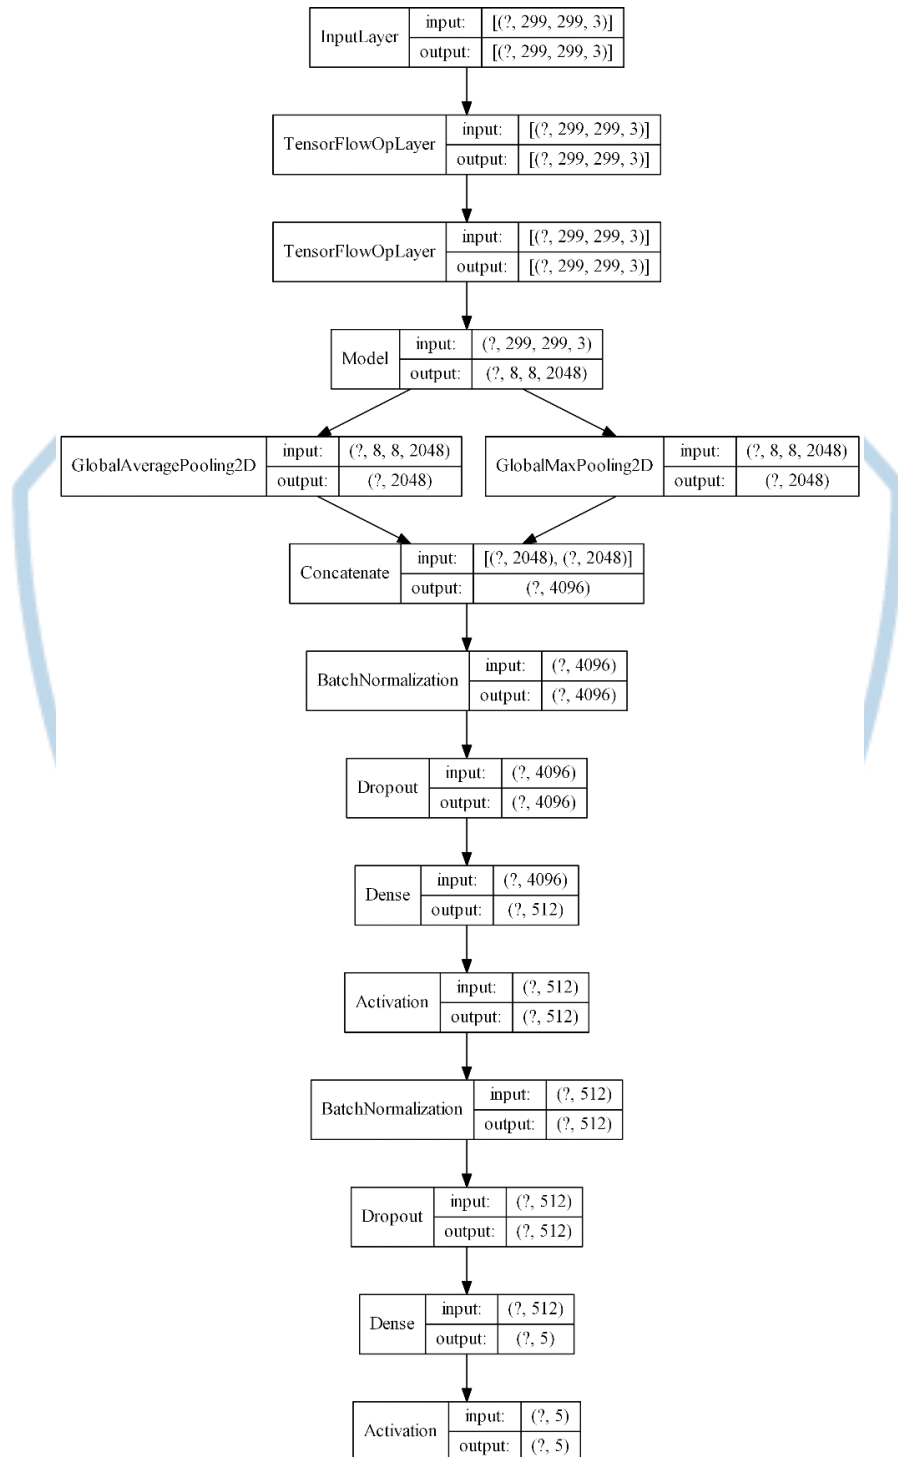 InputLayer input: [(?, 299, 299, 3)]
output: [(?, 299, 299, 3)]
TensorFlowOpLayer input: [(?, 299, 299, 3)]
output: [(?, 299, 299, 3)]
TensorFlowOpLayer input: [(?, 299, 299, 3)]
output: [(?, 299, 299, 3)]
Model input: (?, 299, 299, 3)
output: (?, 8, 8, 2048)
GlobalAveragePooling2D input: (?, 8, 8, 2048)
output: (?, 2048)
GlobalMaxPooling2D input: (?, 8, 8, 2048)
output: (?, 2048)
Concatenate input: [(?, 2048), (?, 2048)]
output: (?, 4096)
BatchNormalization input: (?, 4096)
output: (?, 4096)
Dropout input: (?, 4096)
output: (?, 4096)
Dense input: (?, 4096)
output: (?, 512)
Activation input: (?, 512)
output: (?, 512)
BatchNormalization input: (?, 512)
output: (?, 512)
Dropout input: (?, 512)
output: (?, 512)
Dense input: (?, 512)
output: (?, 5)
Activation input: (?, 5)
output: (?, 5)